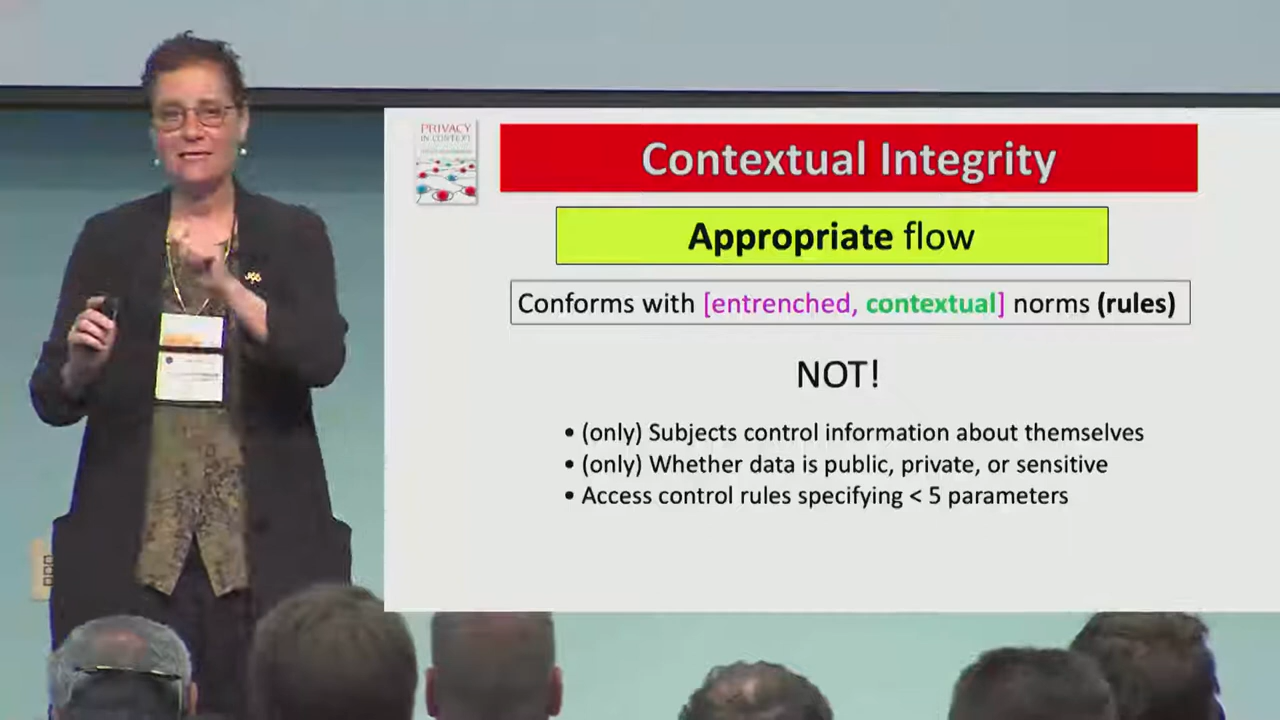 PRIVACY
IN CONTEXT
Contextual Integrity
Appropriate flow
Conforms with [entrenched, contextual] norms (rules)
NOT!
• (only) Subjects control information about themselves
• (only) Whether data is public, private, or sensitive
• Access control rules specifying < 5 parameters